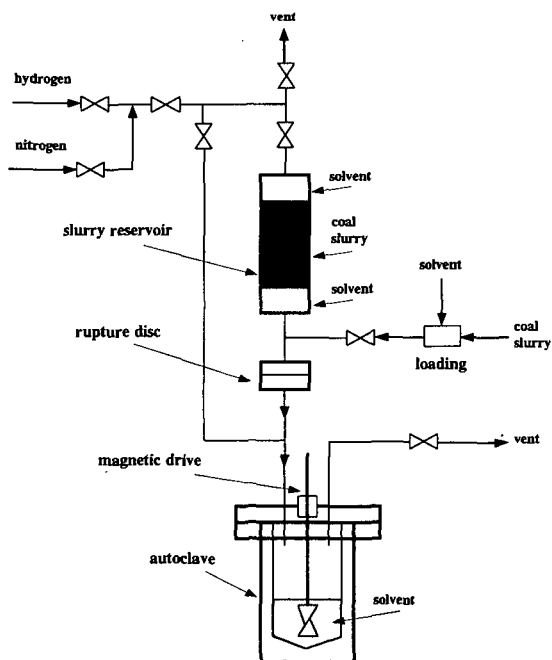 vent
hydrogen
nitrogen
solvent
slurry reservoir
coal
slurry
solvent
solvent
rupture disc
coal
slurry
loading
vent
magnetic drive
autoclave
solvent